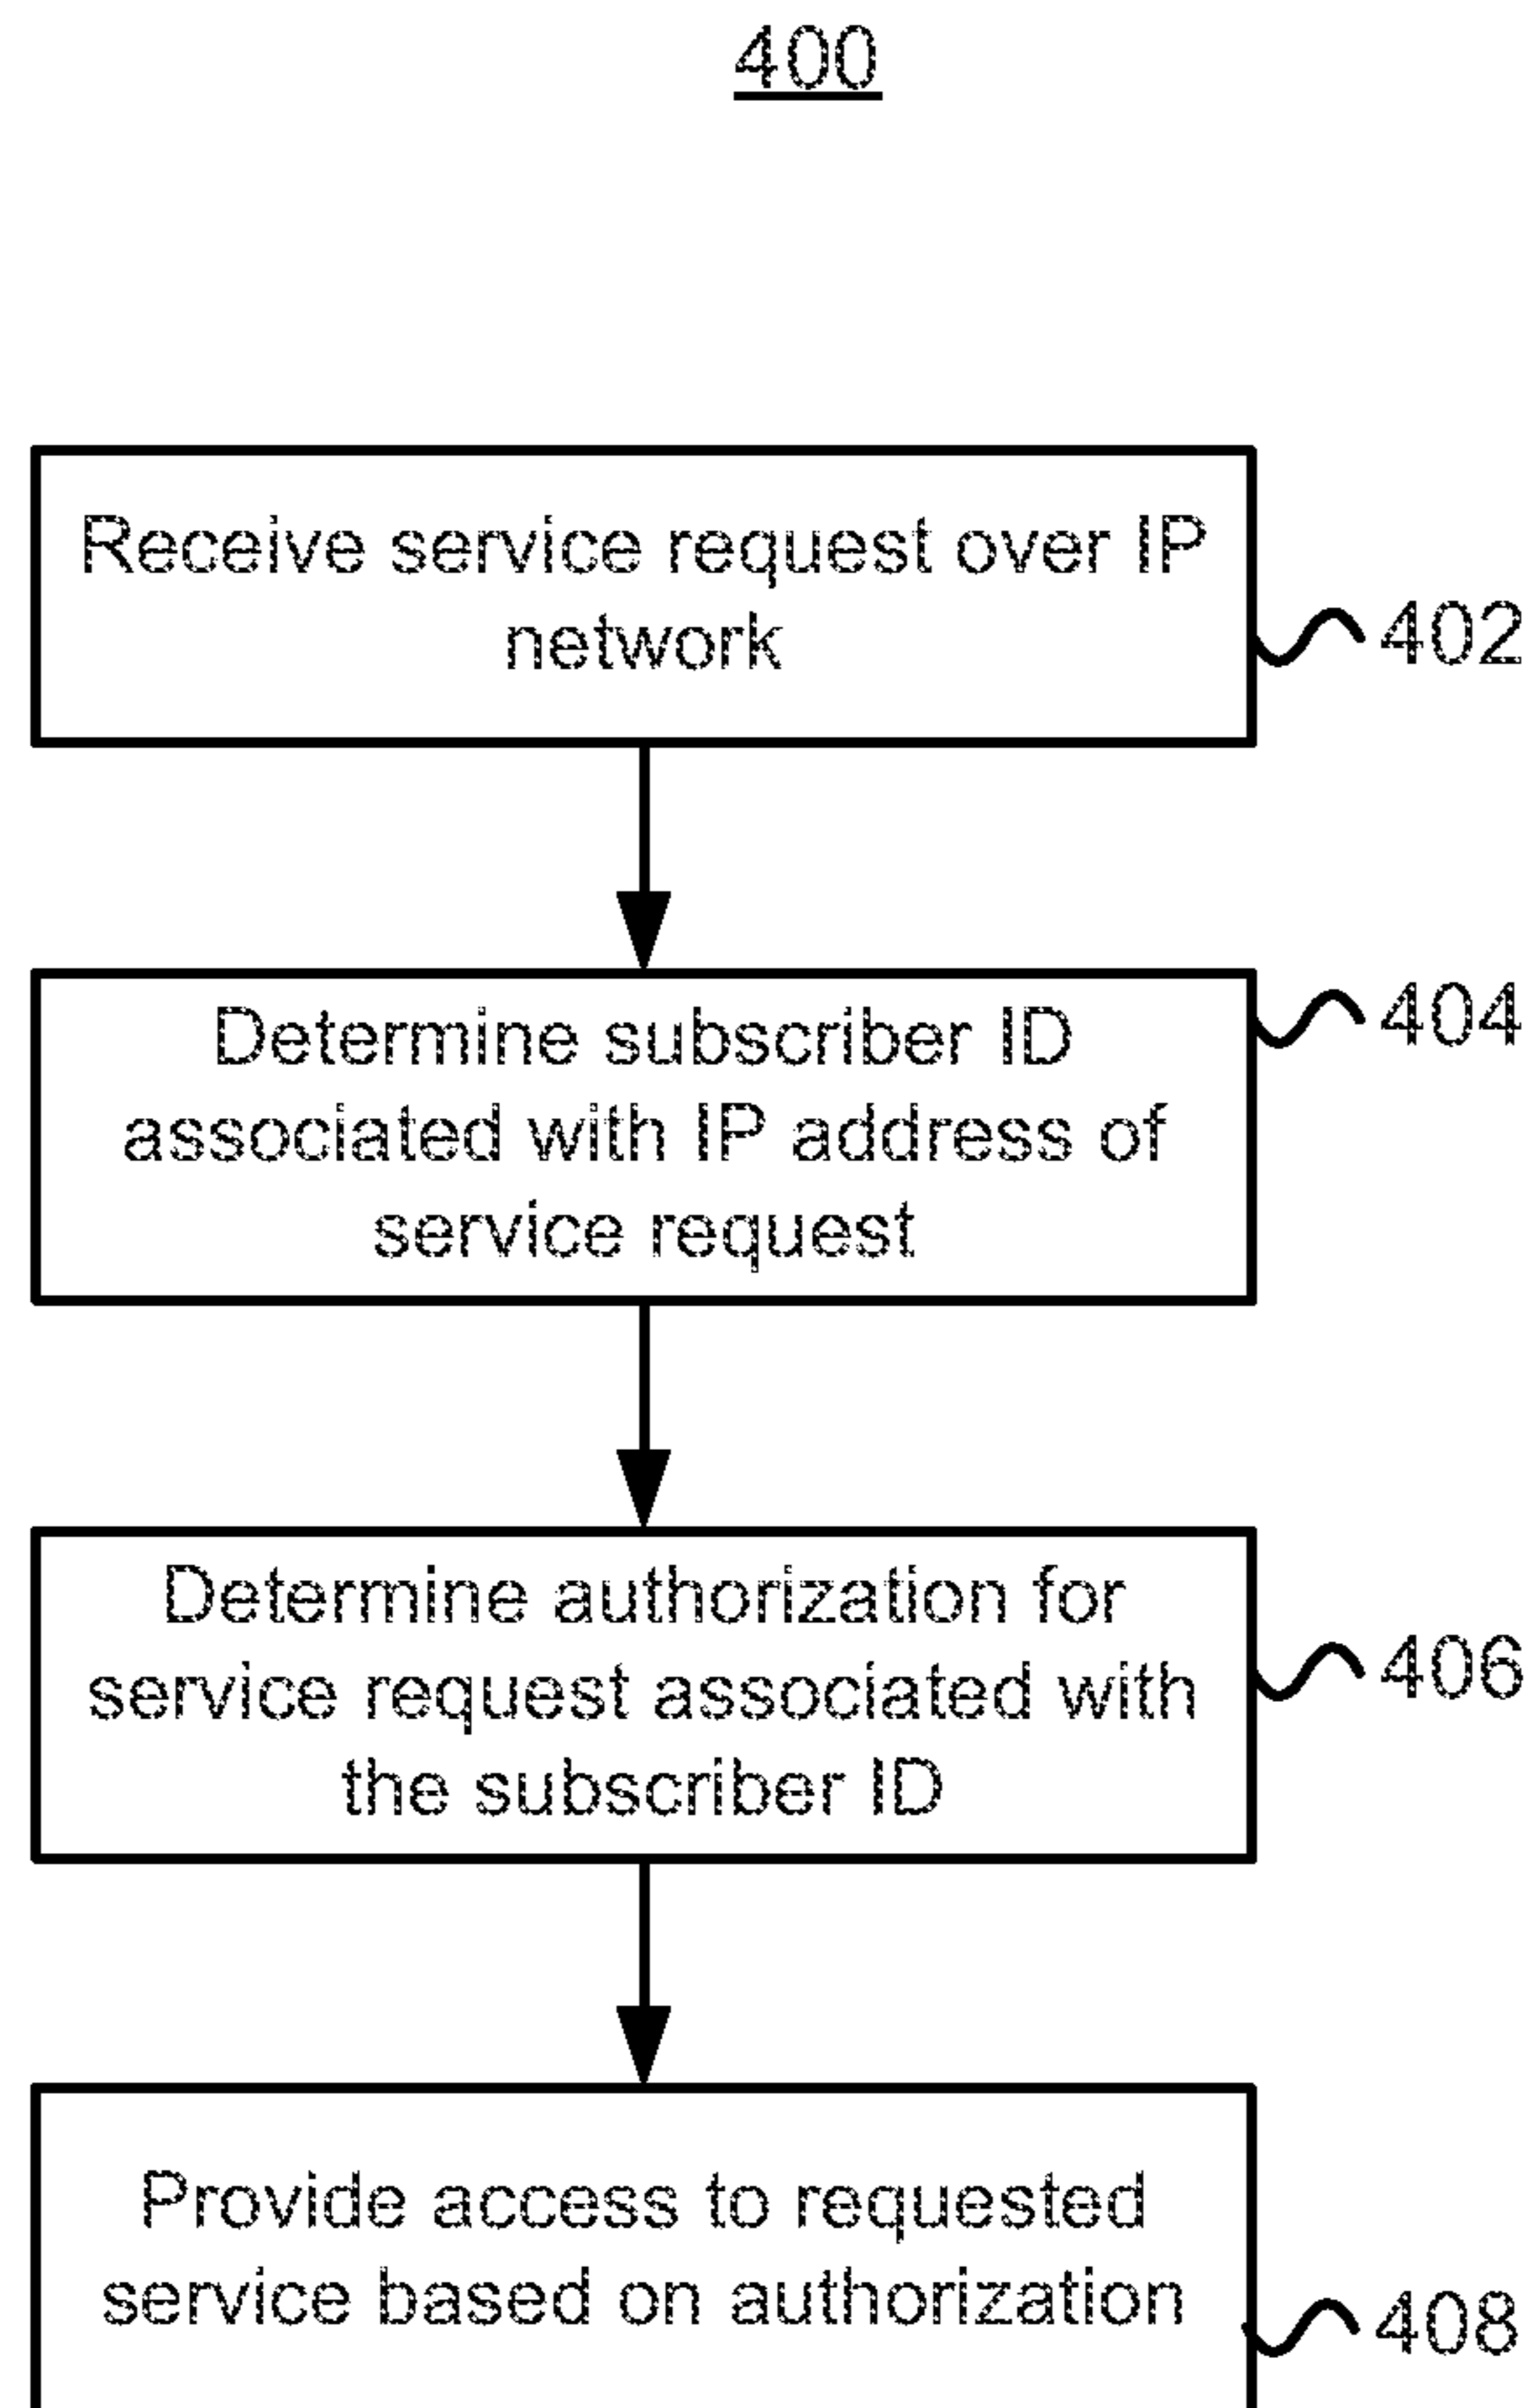 400
Receive service request over IP
network
402
Determine subscriber ID
associated with IP address of
service request
404
Determine authorization for
service request associated with
the subscriber ID
406
Provide access to requested
service based on authorization
408